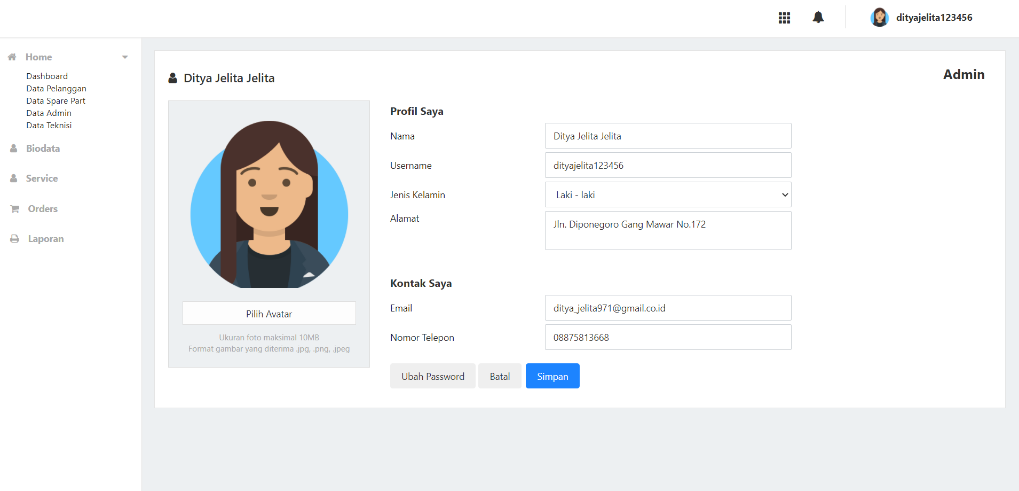 dityajelita123456
Home
Dashboard
Data Pelanggan
Data Spare Part
Data Admin
Data Teknisi
Biodata
Service
Orders
Laporan
Ditya Jelita Jelita
Admin
Pilih Avatar
Ukuran foto maksimal 10MB
Format gambar yang diterima .jpg, .png, .jpeg
Profil Saya
Nama
Ditya Jelita Jelita
Username
dityajelita123456
Jenis Kelamin
Laki - laki
Alamat
Jln. Diponegoro Gang Mawar No.172
Kontak Saya
Email
ditya_jelita971@gmail.co.id
Nomor Telepon
08875813668
Ubah Password
Batal
Simpan